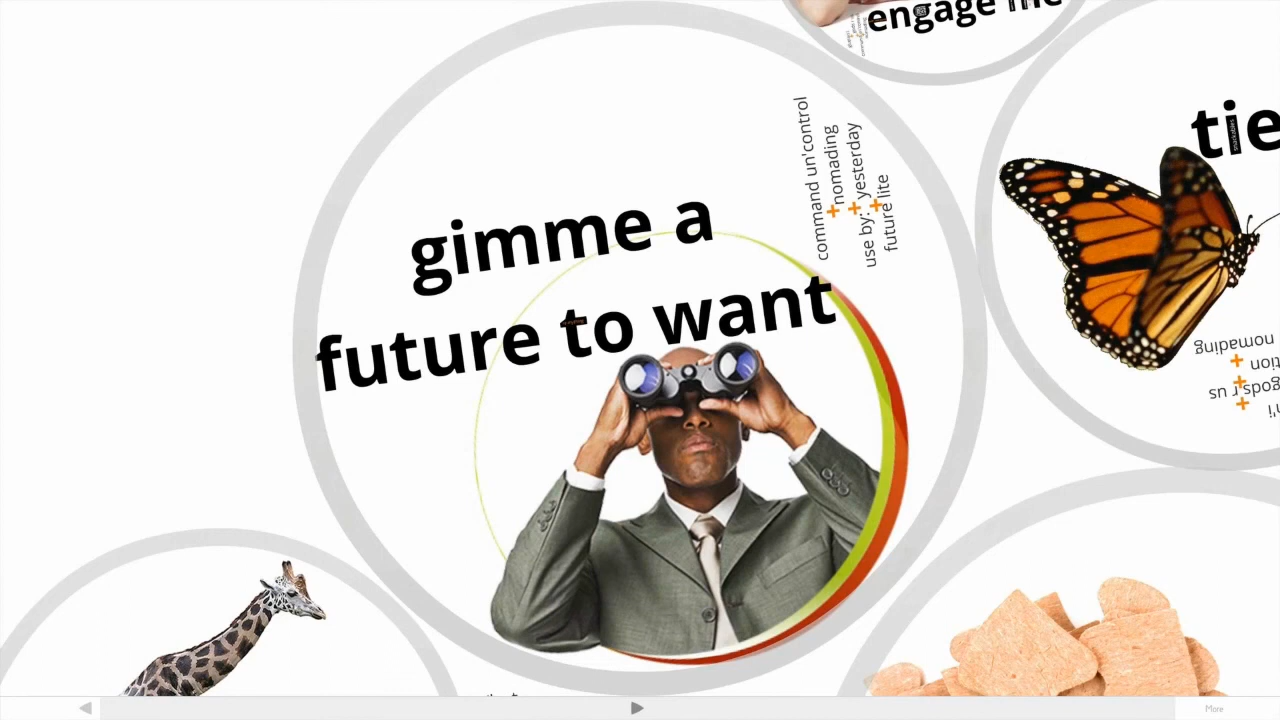 engage me
gimme a
future to want
command un'control
nomading
use by: yesterday
future lite
tie
nomading
tion
gods r us
More